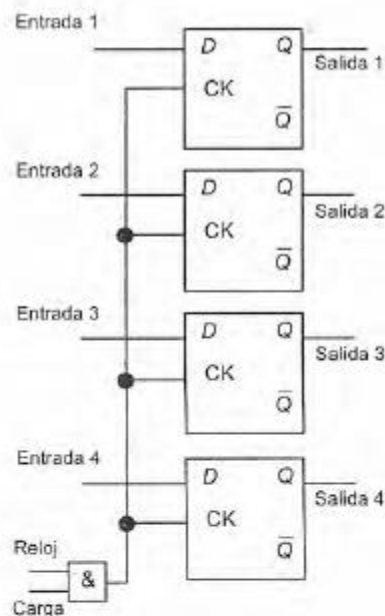 Entrada 1
D Q
Salida 1
CK
Q̅
Entrada 2
D Q
Salida 2
CK
Q̅
Entrada 3
D Q
Salida 3
CK
Q̅
Entrada 4
D Q
Salida 4
CK
Q̅
Reloj
&
Carga